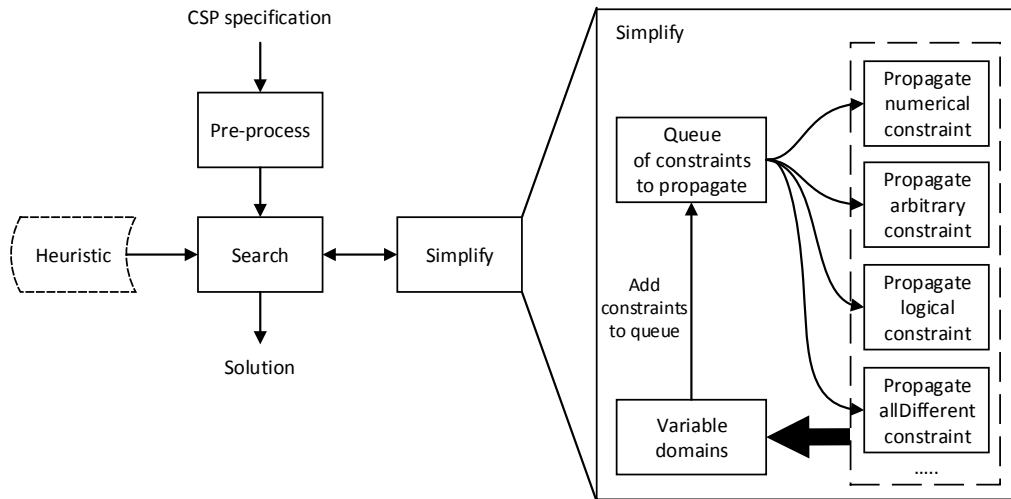 CSP specification
Pre-process
Heuristic
Search
Simplify
Solution
Simplify
Queue
of constraints
to propagate
Add
constraints
to queue
Variable
domains
Propagate
numerical
constraint
Propagate
arbitrary
constraint
Propagate
logical
constraint
Propagate
allDifferent
constraint
.....